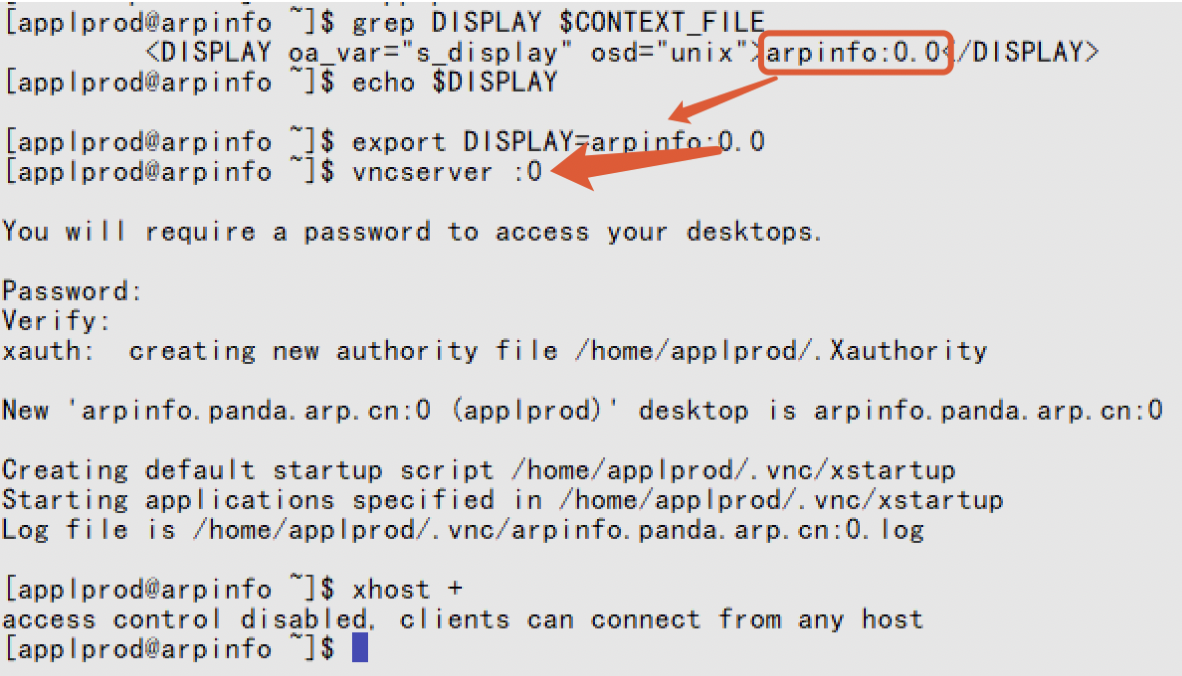 [applprod@arpinfo ~]$ grep DISPLAY $CONTEXT_FILE
<DISPLAY oa_var="s_display" osd="unix">arpinfo:0.0</DISPLAY>
[applprod@arpinfo ~]$ echo $DISPLAY
[applprod@arpinfo ~]$ export DISPLAY=arpinfo:0.0
[applprod@arpinfo ~]$ vncserver :0
You will require a password to access your desktops.
Password:
Verify:
xauth:  creating new authority file /home/applprod/.Xauthority
New 'arpinfo.panda.arp.cn:0 (applprod)' desktop is arpinfo.panda.arp.cn:0
Creating default startup script /home/applprod/.vnc/xstartup
Starting applications specified in /home/applprod/.vnc/xstartup
Log file is /home/applprod/.vnc/arpinfo.panda.arp.cn:0.log
[applprod@arpinfo ~]$ xhost +
access control disabled, clients can connect from any host
[applprod@arpinfo ~]$